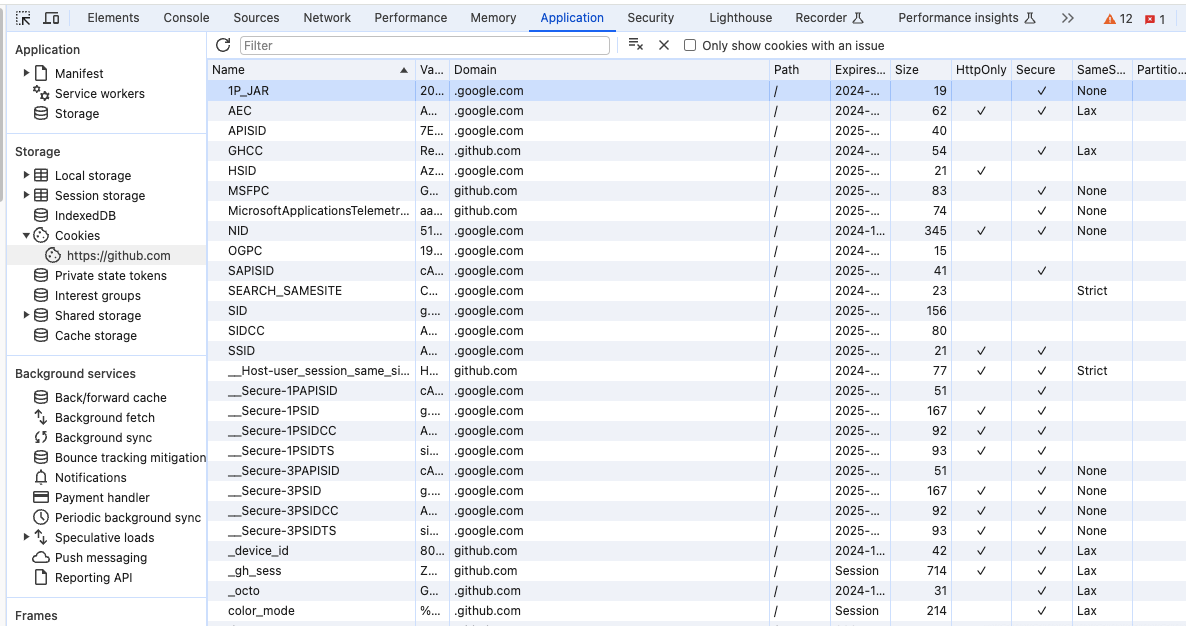 Elements Console Sources Network Performance Memory Application Security Lighthouse Recorder Performance insights 12 1
Application
Manifest
Service workers
Storage
Storage
Local storage
Session storage
IndexedDB
Cookies
https://github.com
Private state tokens
Interest groups
Shared storage
Cache storage
Background services
Back/forward cache
Background fetch
Background sync
Bounce tracking mitigation
Notifications
Payment handler
Periodic background sync
Speculative loads
Push messaging
Reporting API
Frames
Filter Only show cookies with an issue
Name Va... Domain Path Expires... Size HttpOnly Secure SameS... Partitio...
1P_JAR 20... .google.com / 2024-... 19 ✓ None
AEC A... .google.com / 2024-... 62 ✓ ✓ Lax
APISID 7E... .google.com / 2025-... 40
GHCC Re... .github.com / 2024-... 54 ✓ Lax
HSID Az... .google.com / 2025-... 21 ✓
MSFPC G... github.com / 2025-... 83 ✓ None
MicrosoftApplicationsTelemetr... aa... github.com / 2025-... 74 ✓ None
NID 51... .google.com / 2024-1... 345 ✓ ✓ None
OGPC 19... .google.com / 2024-... 15
SAPISID cA... .google.com / 2025-... 41 ✓
SEARCH_SAMESITE C... .google.com / 2024-... 23 Strict
SID g.... .google.com / 2025-... 156
SIDCC A... .google.com / 2025-... 80
SSID A... .google.com / 2025-... 21 ✓ ✓
__Host-user_session_same_si... H... github.com / 2024-... 77 ✓ ✓ Strict
__Secure-1PAPISID cA... .google.com / 2025-... 51 ✓
__Secure-1PSID g.... .google.com / 2025-... 167 ✓ ✓
__Secure-1PSIDCC A... .google.com / 2025-... 92 ✓ ✓
__Secure-1PSIDTS si... .google.com / 2025-... 93 ✓ ✓
__Secure-3PAPISID cA... .google.com / 2025-... 51 ✓ None
__Secure-3PSID g.... .google.com / 2025-... 167 ✓ ✓ None
__Secure-3PSIDCC A... .google.com / 2025-... 92 ✓ ✓ None
__Secure-3PSIDTS si... .google.com / 2025-... 93 ✓ ✓ None
_device_id 80... github.com / 2024-1... 42 ✓ ✓ Lax
_gh_sess Z... github.com / Session 714 ✓ ✓ Lax
_octo G... .github.com / 2024-1... 31 ✓ Lax
color_mode %... .github.com / Session 214 ✓ Lax